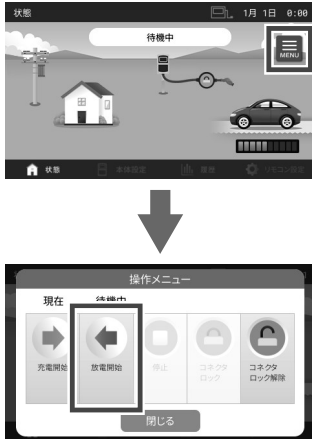 状態 1月 1日 0:00
待機中
MENU
状態 本体設定 履歴 リモコン設定
操作メニュー
現在 待機中
充電開始 放電開始 停止 コネクタ
ロック コネクタ
ロック解除
閉じる